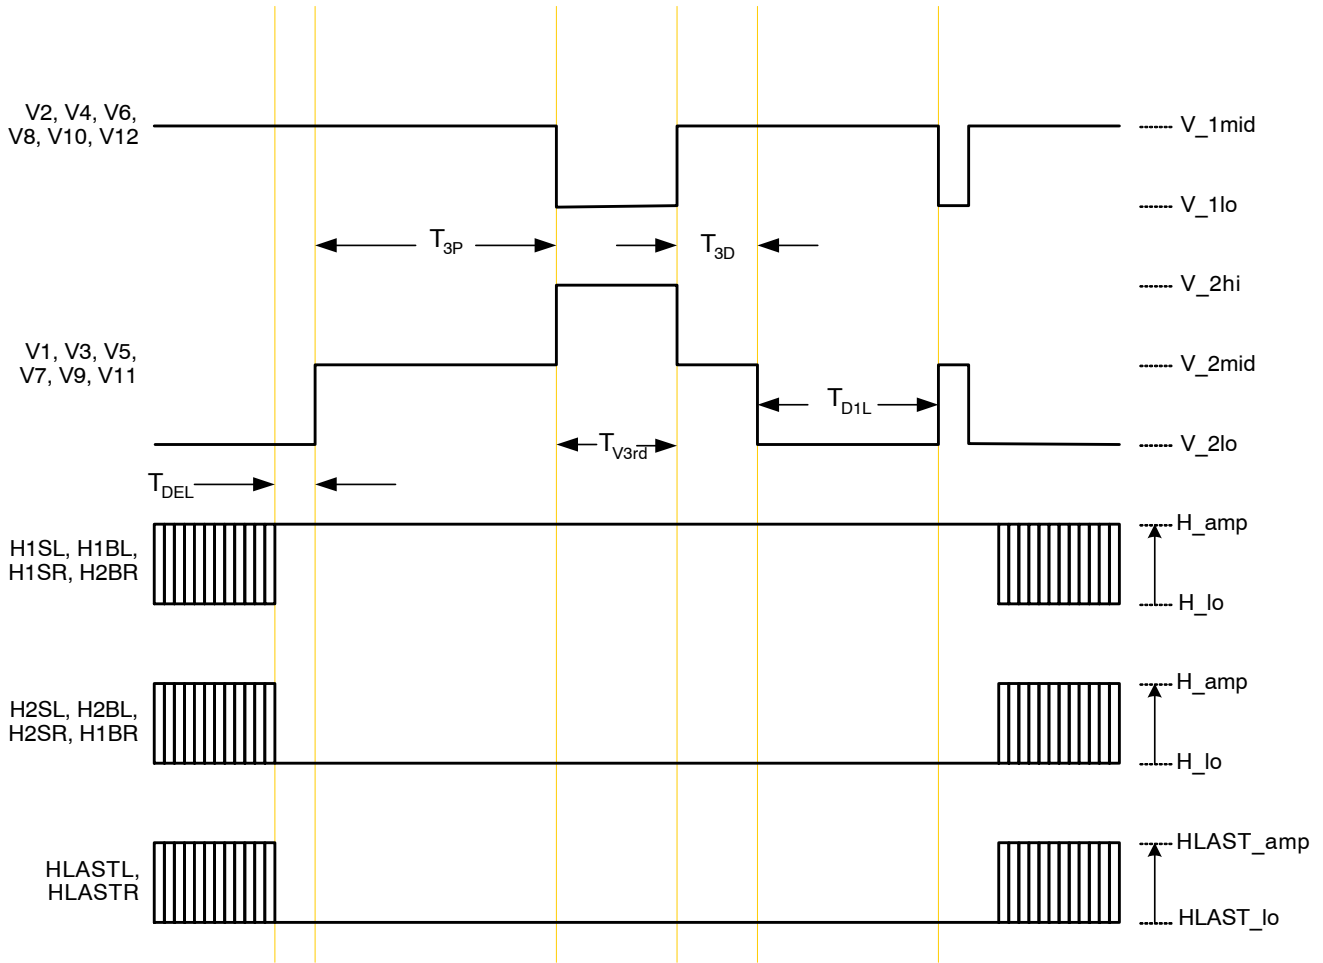 V2, V4, V6,
V8, V10, V12
V_1mid
V_1lo
T3P
T3D
V_2hi
V1, V3, V5,
V7, V9, V11
V_2mid
TD1L
TV3rd
V_2lo
TDEL
H_amp
H1SL, H1BL,
H1SR, H2BR
H_lo
H_amp
H2SL, H2BL,
H2SR, H1BR
H_lo
HLAST_amp
HLASTL,
HLASTR
HLAST_lo